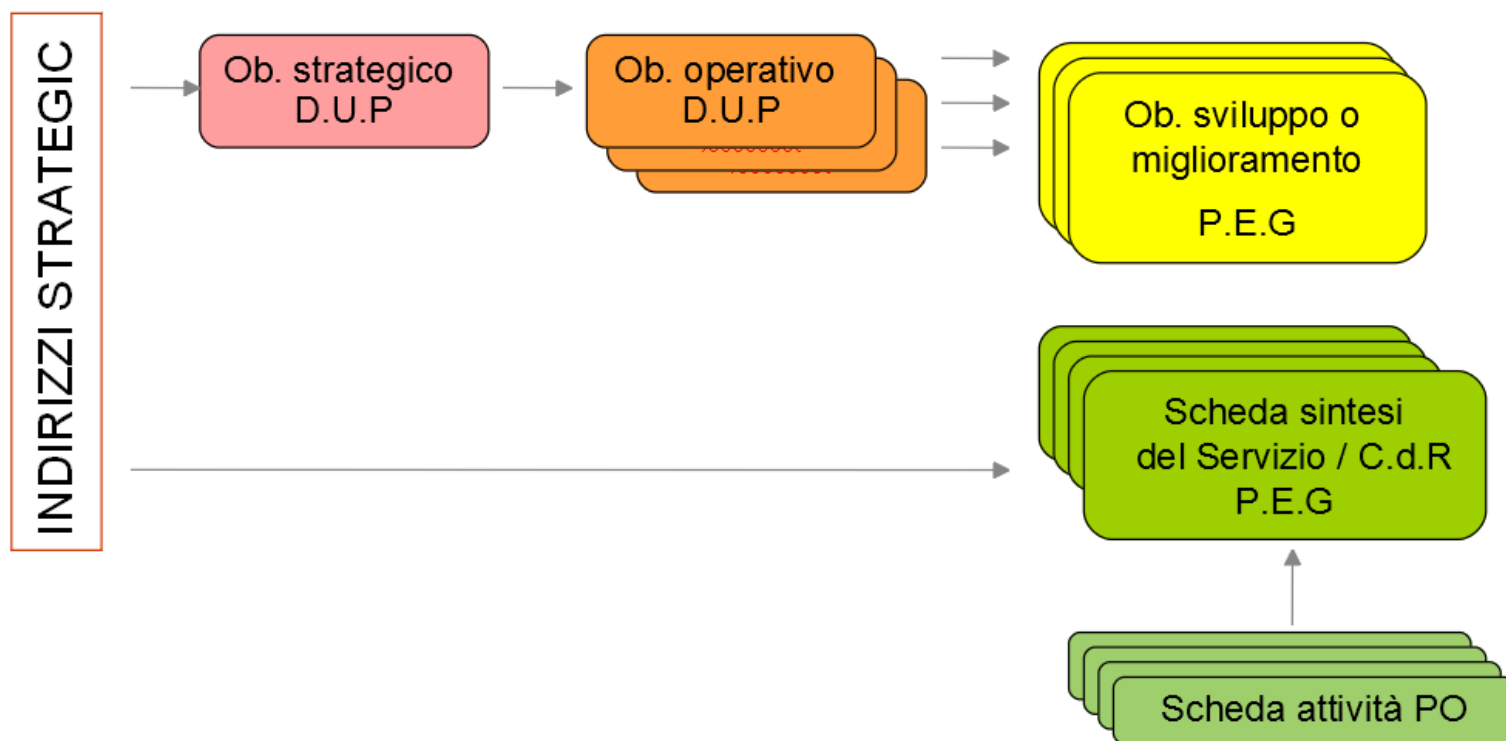 INDIRIZZI STRATEGIC
Ob. strategico
D.U.P
Ob. operativo
D.U.P
Ob. sviluppo o
miglioramento
P.E.G
Scheda sintesi
del Servizio / C.d.R
P.E.G
Scheda attività PO